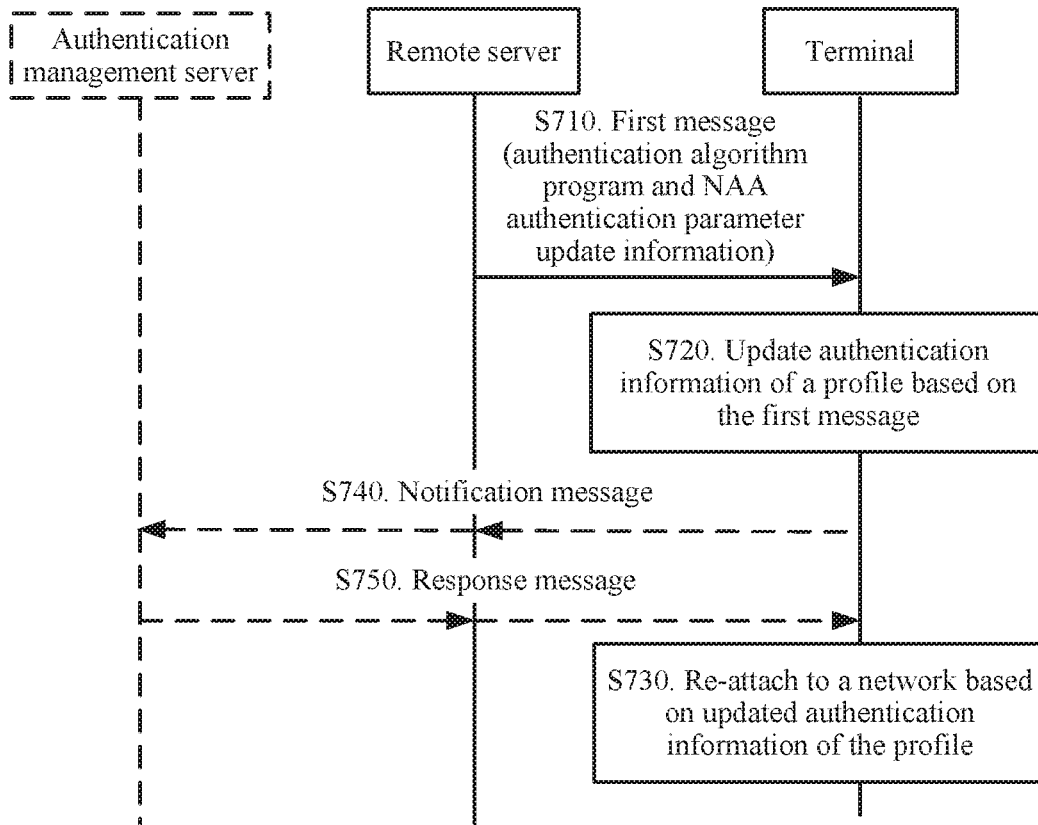 Authentication
management server
Remote server
Terminal
S710. First message
(authentication algorithm
program and NAA
authentication parameter
update information)
S720. Update authentication
information of a profile based on
the first message
S740. Notification message
S750. Response message
S730. Re-attach to a network based
on updated authentication
information of the profile